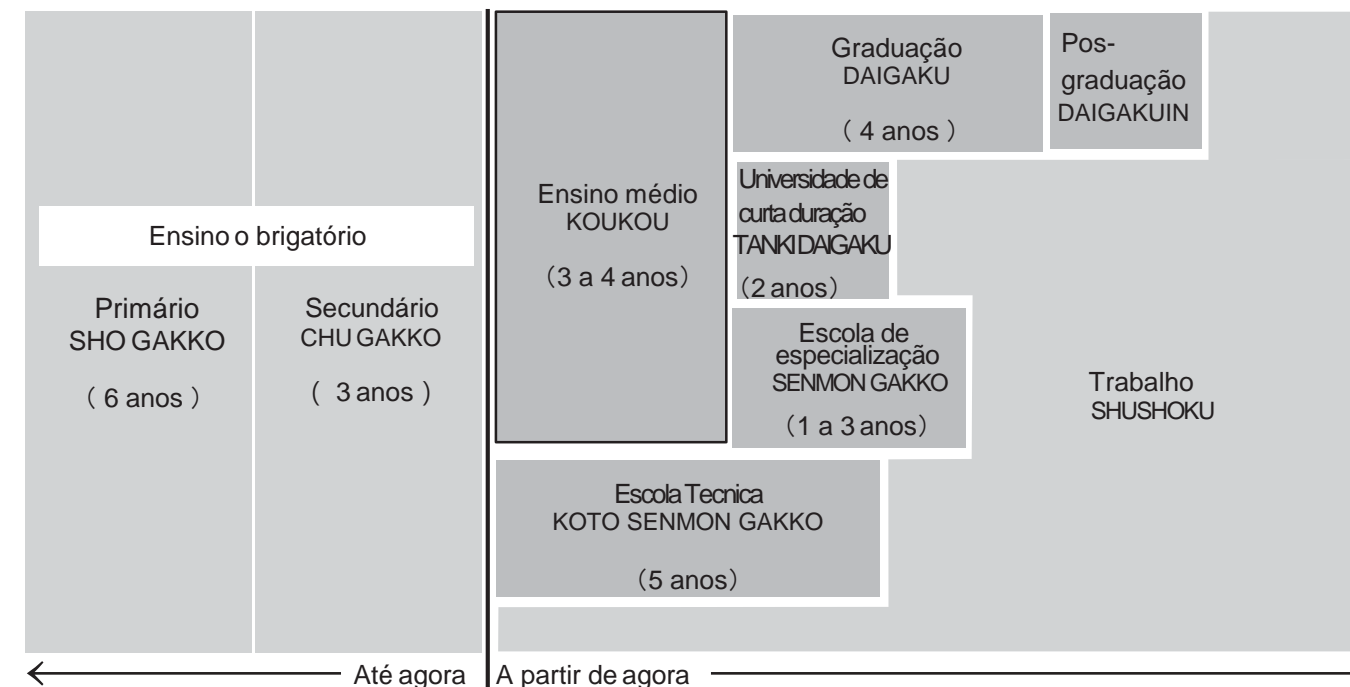 Ensino o brigatório
Primário
SHO GAKKO
（ 6 anos ）
Secundário
CHU GAKKO
( 3 anos )
Ensino médio
KOUKOU
（3 a 4 anos）
Graduação
DAIGAKU
（ 4 anos ）
Pos-
graduação
DAIGAKUIN
Universidade de
curta duração
TANKI DAIGAKU
（2 anos）
Escola de
especialização
SENMON GAKKO
（1 a 3 anos）
Escola Tecnica
KOTO SENMON GAKKO
（5 anos）
Trabalho
SHUSHOKU
Até agora
A partir de agora